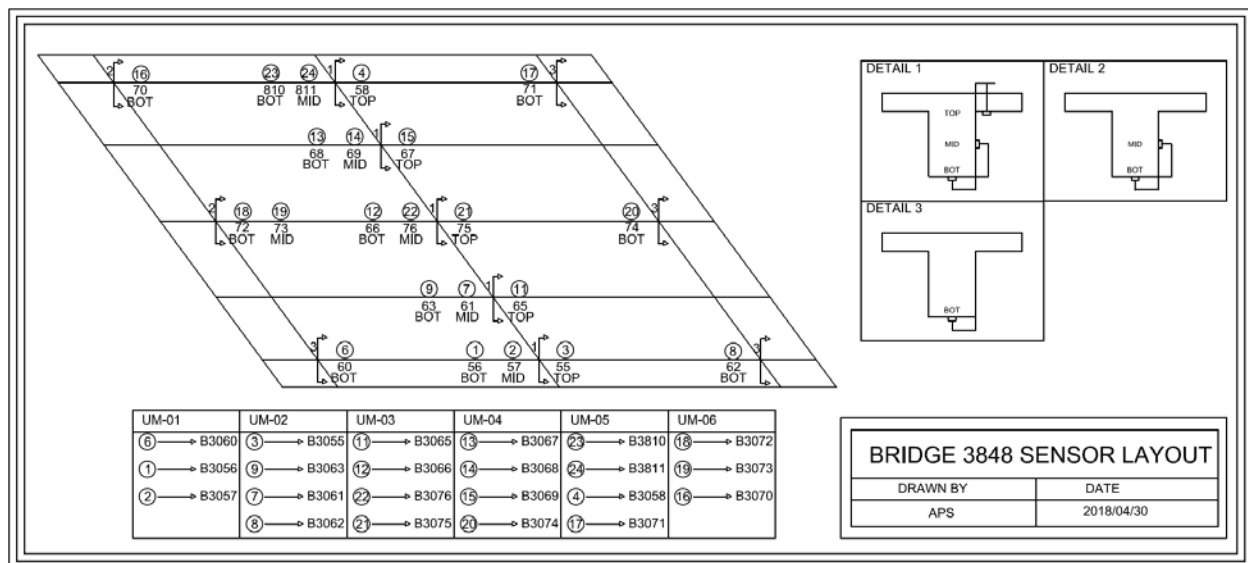 2 16 23 24 1 4 17 3
70 810 811 58 71
BOT BOT MID TOP BOT
13 14 1 15
68 69 67
BOT MID TOP
2 18 19 12 22 1 21 20 3
72 73 66 76 75 74
BOT MID BOT MID TOP BOT
9 7 1 11
63 61 65
BOT MID TOP
3 6 1 2 1 3 8 3
60 56 57 55 62
BOT BOT MID TOP BOT
DETAIL 1
TOP
MID
BOT
DETAIL 2
MID
BOT
DETAIL 3
BOT
UM-01 UM-02 UM-03 UM-04 UM-05 UM-06
6 B3060 3 B3055 11 B3065 13 B3067 23 B3810 18 B3072
1 B3056 9 B3063 12 B3066 14 B3068 24 B3811 19 B3073
2 B3057 7 B3061 22 B3076 15 B3069 4 B3058 16 B3070
8 B3062 21 B3075 20 B3074 17 B3071
BRIDGE 3848 SENSOR LAYOUT
DRAWN BY DATE
APS 2018/04/30